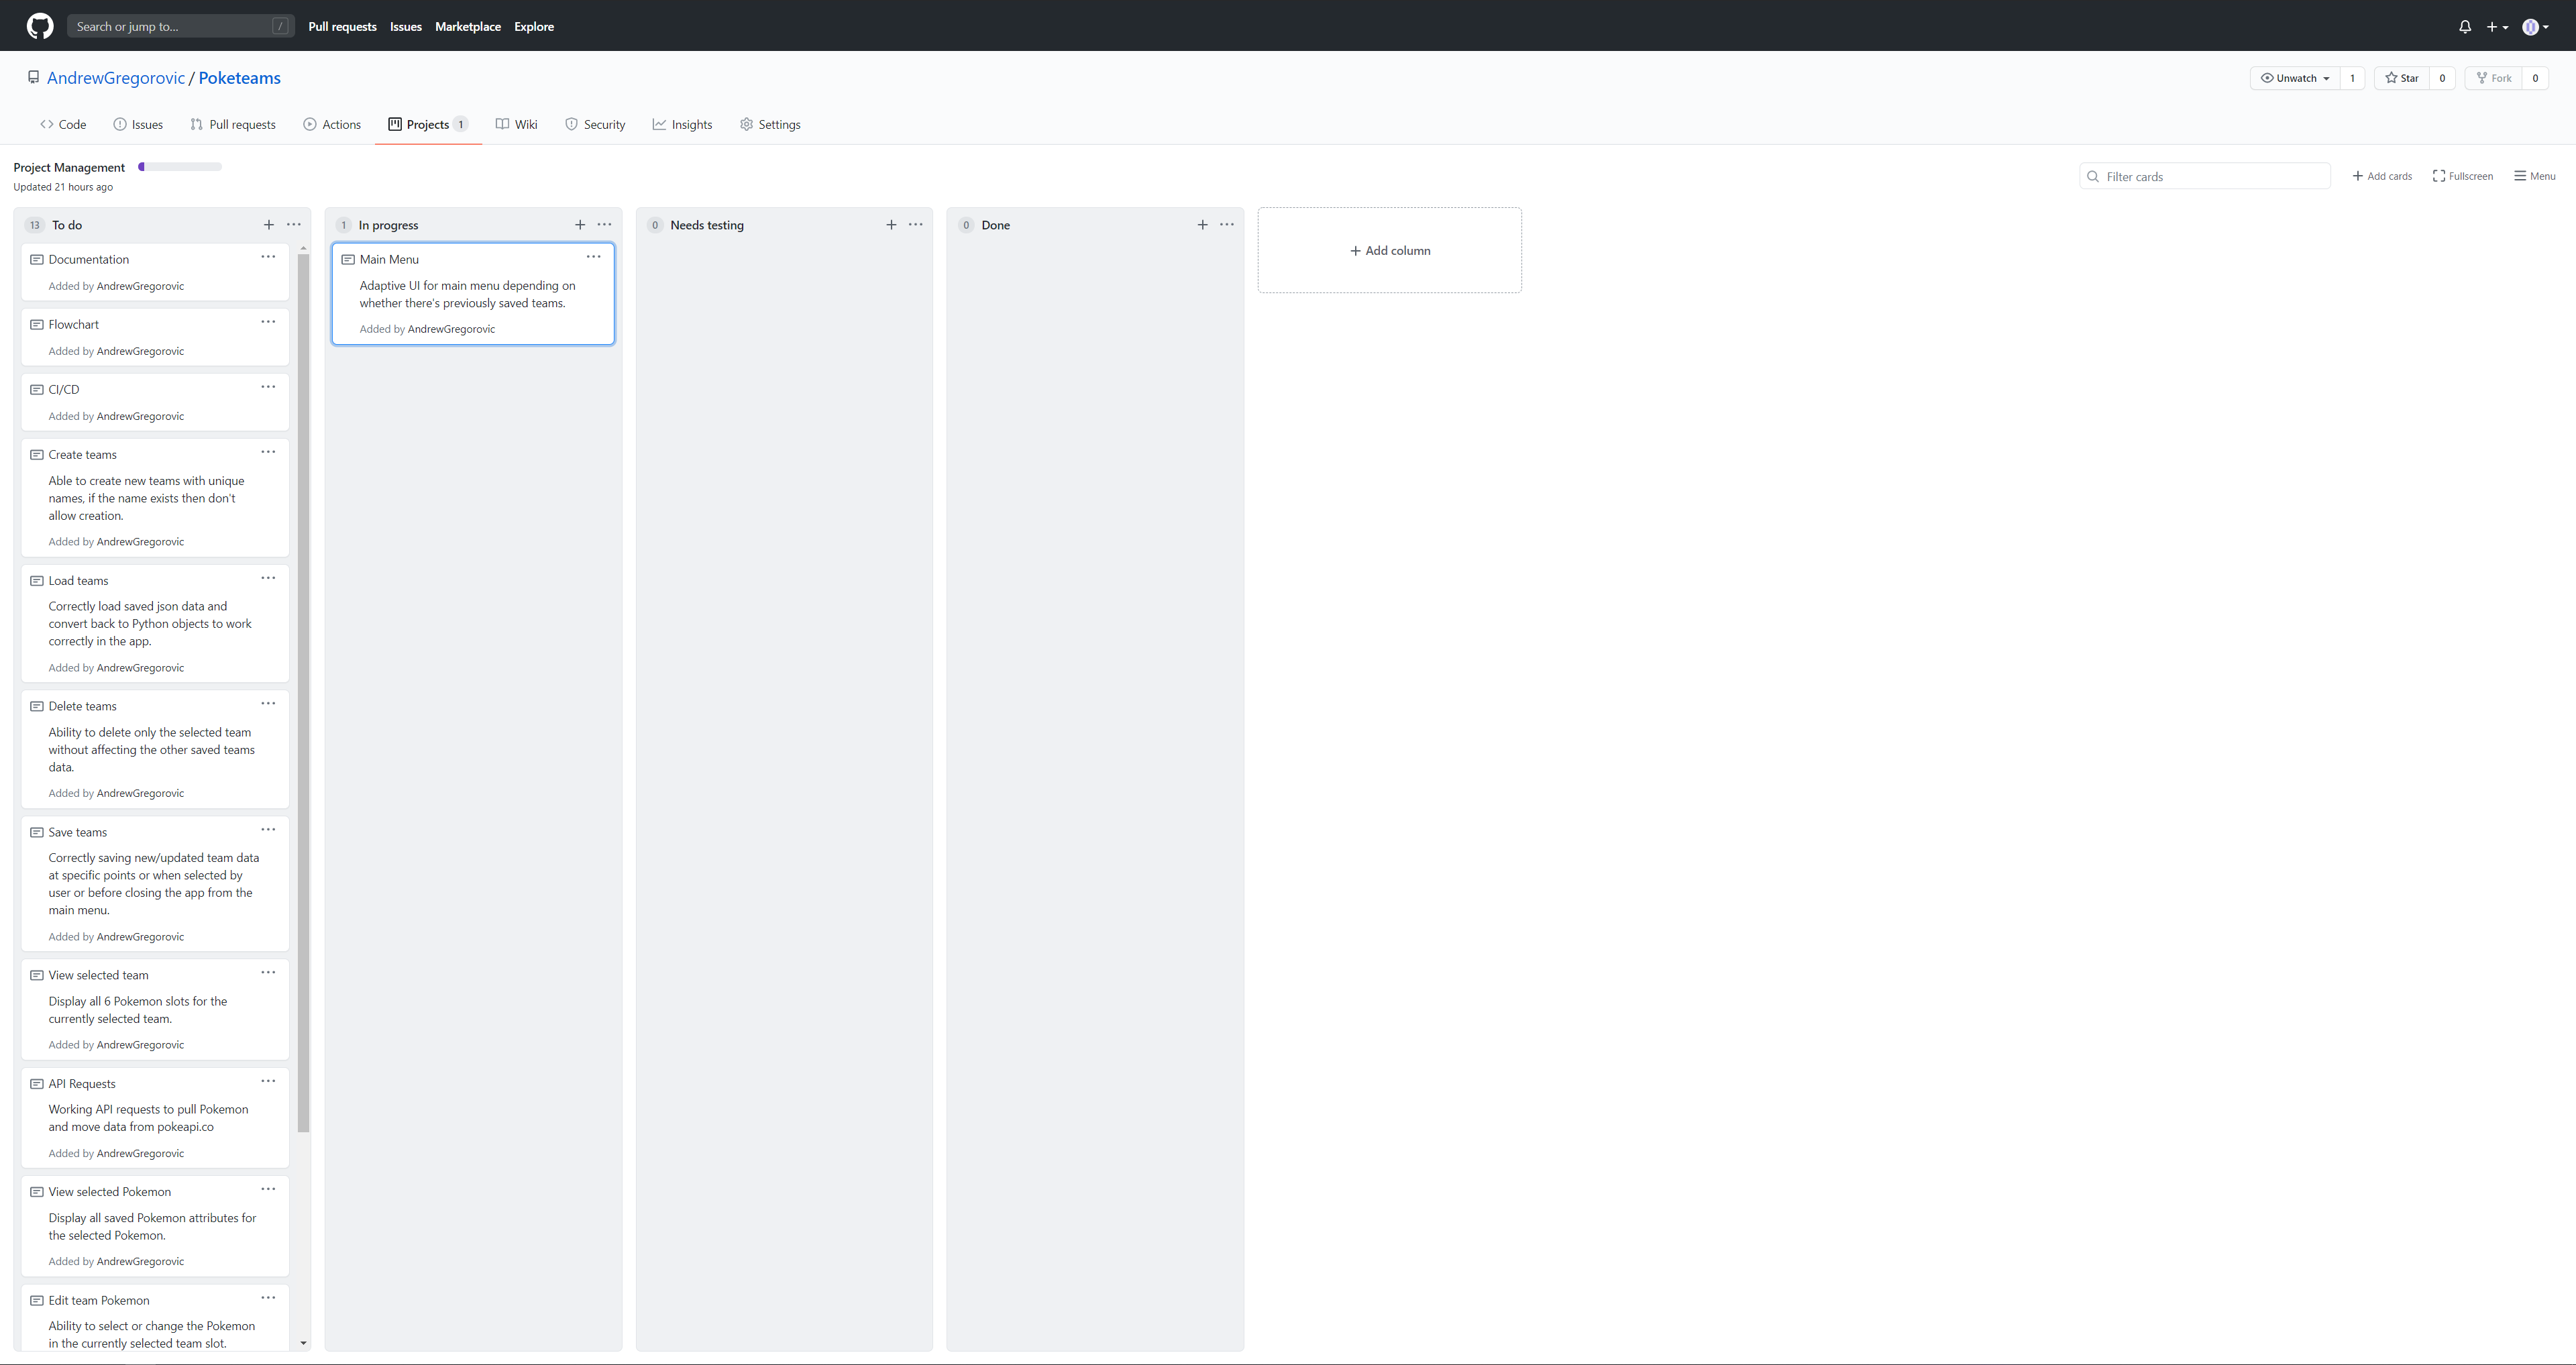 Search or jump to... /
Pull requests Issues Marketplace Explore
AndrewGregorovic / Poketeams
Unwatch 1 Star 0 Fork 0
Code Issues Pull requests Actions Projects 1 Wiki Security Insights Settings
Project Management
Updated 21 hours ago
Filter cards
Add cards Fullscreen Menu
13 To do
Documentation
Added by AndrewGregorovic
Flowchart
Added by AndrewGregorovic
CI/CD
Added by AndrewGregorovic
Create teams
Able to create new teams with unique
names, if the name exists then don't
allow creation.
Added by AndrewGregorovic
Load teams
Correctly load saved json data and
convert back to Python objects to work
correctly in the app.
Added by AndrewGregorovic
Delete teams
Ability to delete only the selected team
without affecting the other saved teams
data.
Added by AndrewGregorovic
Save teams
Correctly saving new/updated team data
at specific points or when selected by
user or before closing the app from the
main menu.
Added by AndrewGregorovic
View selected team
Display all 6 Pokemon slots for the
currently selected team.
Added by AndrewGregorovic
API Requests
Working API requests to pull Pokemon
and move data from pokeapi.co
Added by AndrewGregorovic
View selected Pokemon
Display all saved Pokemon attributes for
the selected Pokemon.
Added by AndrewGregorovic
Edit team Pokemon
Ability to select or change the Pokemon
in the currently selected team slot.
1 In progress
Main Menu
Adaptive UI for main menu depending on
whether there's previously saved teams.
Added by AndrewGregorovic
0 Needs testing
0 Done
Add column